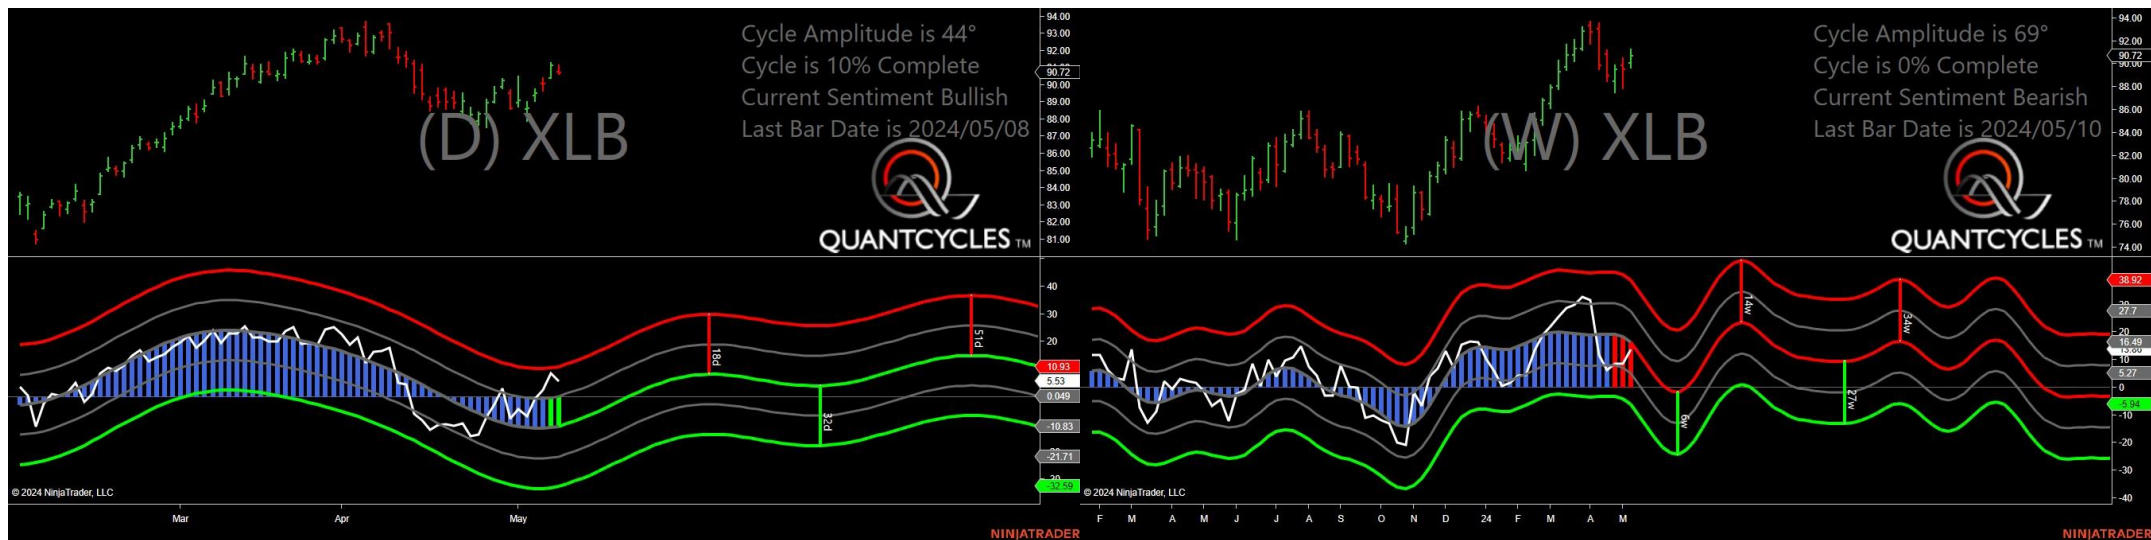 94.00
93.00
92.00
90.72
90.00
89.00
88.00
87.00
86.00
85.00
84.00
83.00
82.00
81.00
Cycle Amplitude is 44°
Cycle is 10% Complete
Current Sentiment Bullish
Last Bar Date is 2024/05/08
(D) XLB
QUANTCYCLES TM
40
30
20
10.93
5.53
0.049
-10.83
-21.71
-32.59
18d
32d
51d
© 2024 NinjaTrader, LLC
Mar Apr May
NINJATRADER
94.00
92.00
90.72
90.00
88.00
86.00
84.00
82.00
80.00
78.00
76.00
74.00
Cycle Amplitude is 69°
Cycle is 0% Complete
Current Sentiment Bearish
Last Bar Date is 2024/05/10
(W) XLB
QUANTCYCLES TM
38.92
27.7
20
16.49
10
5.27
0
-5.94
-10
-20
-30
-40
6w
14w
27w
34w
© 2024 NinjaTrader, LLC
F M A M J J A S O N D 24 F M A M
NINJATRADER